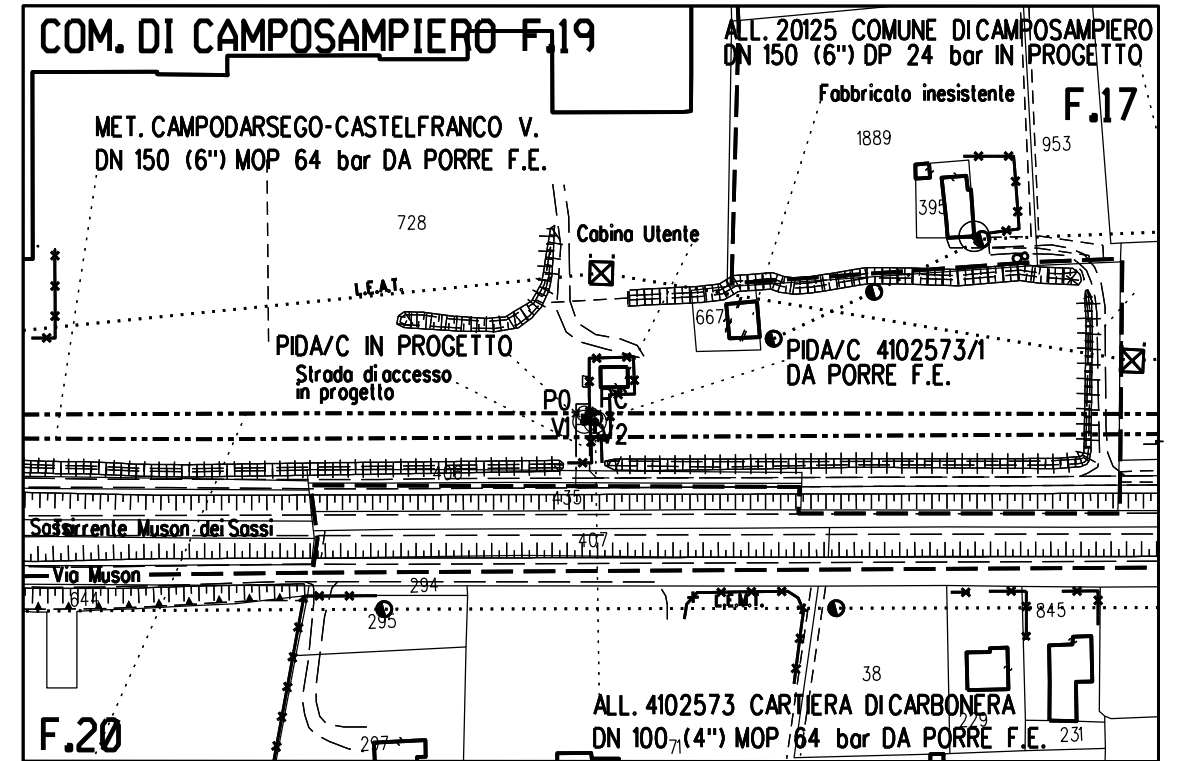 COM. DI CAMPOSAMPIERO F.19
ALL. 20125 COMUNE DI CAMPOSAMPIERO
DN 150 (6") DP 24 bar IN PROGETTO
Fabbricato inesistente
F.17
MET. CAMPODARSEGO-CASTELFRANCO V.
DN 150 (6") MOP 64 bar DA PORRE F.E.
1889
953
395
728
Cabina Utente
L.E.A.T.
667
PIDA/C IN PROGETTO
Strada di accesso
in progetto
PIDA/C 4102573/1
DA PORRE F.E.
PO
PC
V1
V2
406
435
Torrente Muson dei Sassi
407
Via Muson
644
294
295
L.E.M.T.
845
38
ALL. 4102573 CARTIERA DI CARBONERA
DN 100 (4") MOP 64 bar DA PORRE F.E.
71
229
231
F.20
297